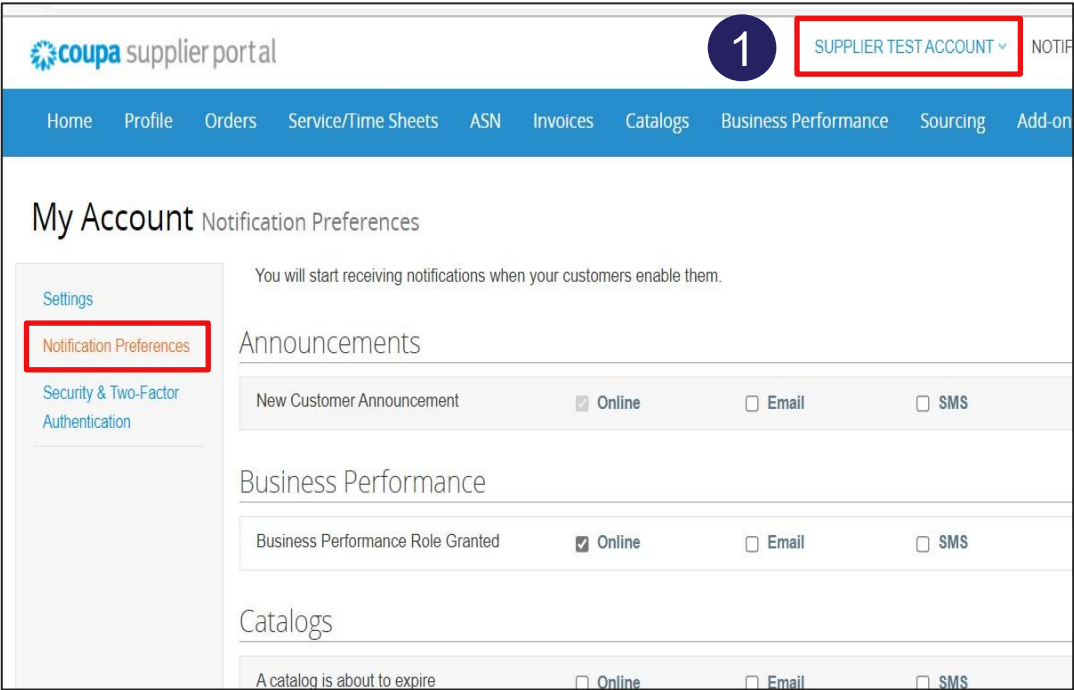 coupa supplier portal
1
SUPPLIER TEST ACCOUNT
NOTIF
Home Profile Orders Service/Time Sheets ASN Invoices Catalogs Business Performance Sourcing Add-on
My Account Notification Preferences
Settings
Notification Preferences
Security & Two-Factor
Authentication
You will start receiving notifications when your customers enable them.
Announcements
New Customer Announcement Online Email SMS
Business Performance
Business Performance Role Granted Online Email SMS
Catalogs
A catalog is about to expire Online Email SMS